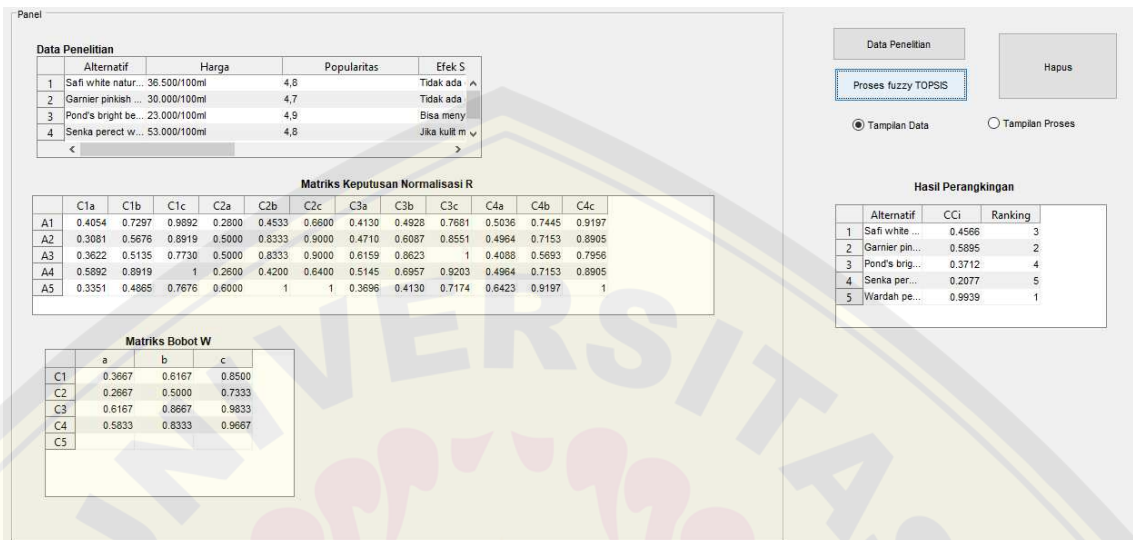 Panel
Data Penelitian
Alternatif Harga Popularitas Efek S
1 Safi white natur... 36.500/100ml 4,8 Tidak ada
2 Garnier pinkish ... 30.000/100ml 4,7 Tidak ada
3 Pond's bright be... 23.000/100ml 4,9 Bisa meny
4 Senka perect w... 53.000/100ml 4,8 Jika kulit m
Matriks Keputusan Normalisasi R
C1a C1b C1c C2a C2b C2c C3a C3b C3c C4a C4b C4c
A1 0.4054 0.7297 0.9892 0.2800 0.4533 0.6600 0.4130 0.4928 0.7681 0.5036 0.7445 0.9197
A2 0.3081 0.5676 0.8919 0.5000 0.8333 0.9000 0.4710 0.6087 0.8551 0.4964 0.7153 0.8905
A3 0.3622 0.5135 0.7730 0.5000 0.8333 0.9000 0.6159 0.8623 1 0.4088 0.5693 0.7956
A4 0.5892 0.8919 1 0.2600 0.4200 0.6400 0.5145 0.6957 0.9203 0.4964 0.7153 0.8905
A5 0.3351 0.4865 0.7676 0.6000 1 1 0.3696 0.4130 0.7174 0.6423 0.9197 1
Matriks Bobot W
a b c
C1 0.3667 0.6167 0.8500
C2 0.2667 0.5000 0.7333
C3 0.6167 0.8667 0.9833
C4 0.5833 0.8333 0.9667
C5
Data Penelitian
Hapus
Proses fuzzy TOPSIS
Tampilan Data Tampilan Proses
Hasil Perangkingan
Alternatif CCi Ranking
1 Safi white ... 0.4566 3
2 Garnier pin... 0.5895 2
3 Pond's brig... 0.3712 4
4 Senka per... 0.2077 5
5 Wardah pe... 0.9939 1
UNIVERSITAS